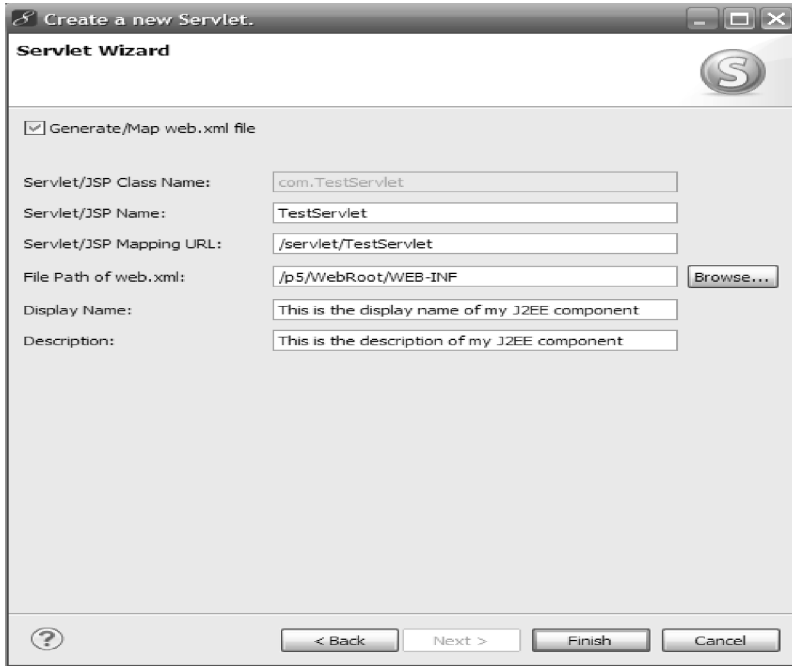 Create a new Servlet.
Servlet Wizard
S
Generate/Map web.xml file
Servlet/JSP Class Name: com.TestServlet
Servlet/JSP Name: TestServlet
Servlet/JSP Mapping URL: /servlet/TestServlet
File Path of web.xml: /p5/WebRoot/WEB-INF Browse...
Display Name: This is the display name of my J2EE component
Description: This is the description of my J2EE component
? < Back Next > Finish Cancel